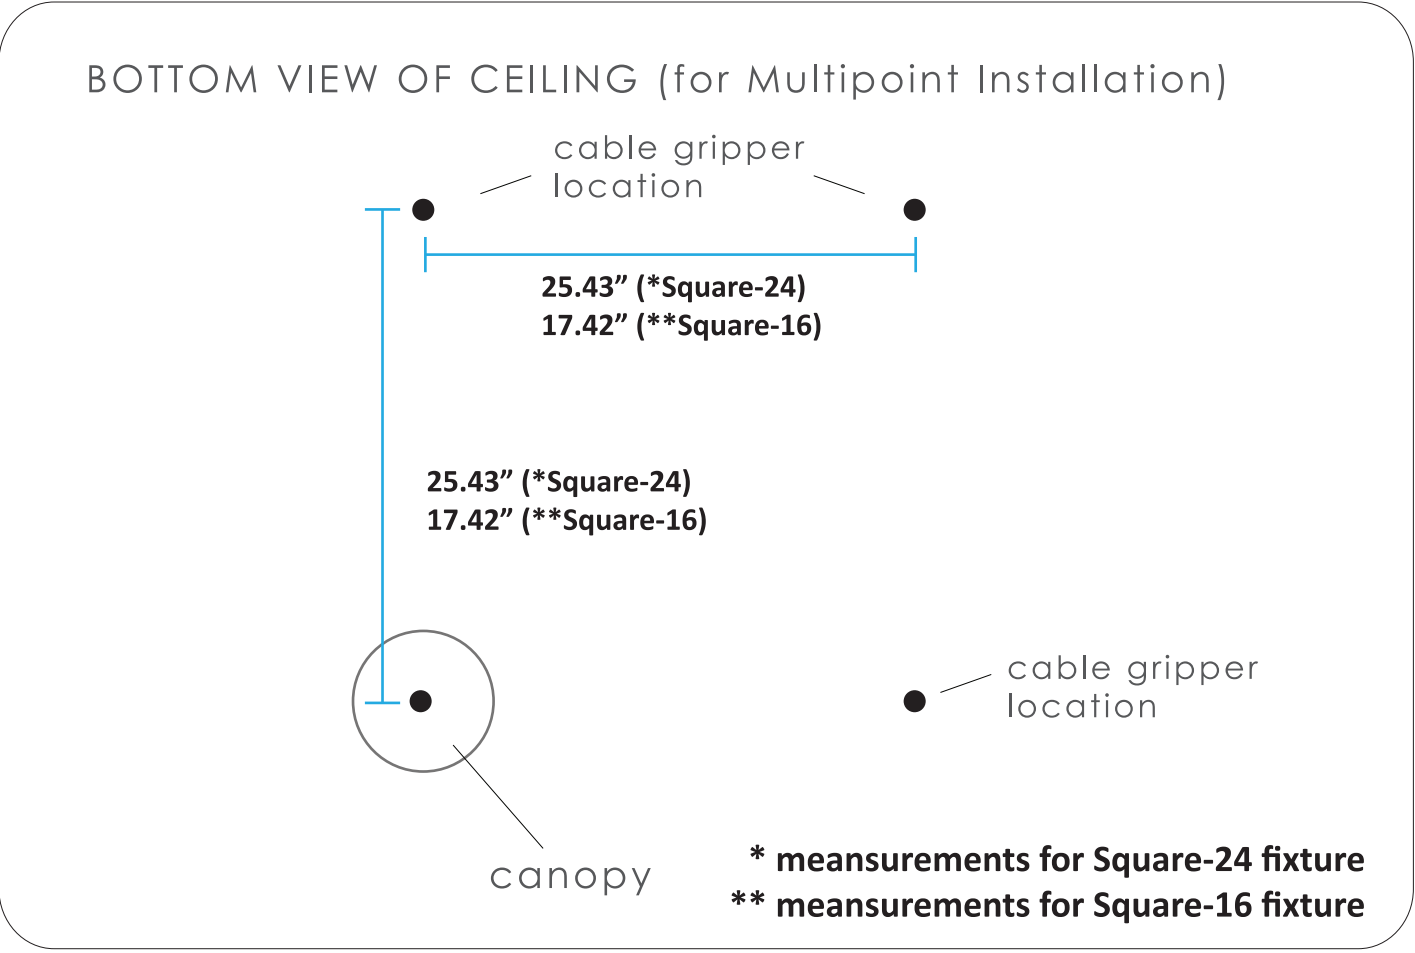 BOTTOM VIEW OF CEILING (for Multipoint Installation)
cable gripper
location
25.43” (*Square-24)
17.42” (**Square-16)
25.43” (*Square-24)
17.42” (**Square-16)
cable gripper
location
canopy
* meansurements for Square-24 fixture
** meansurements for Square-16 fixture